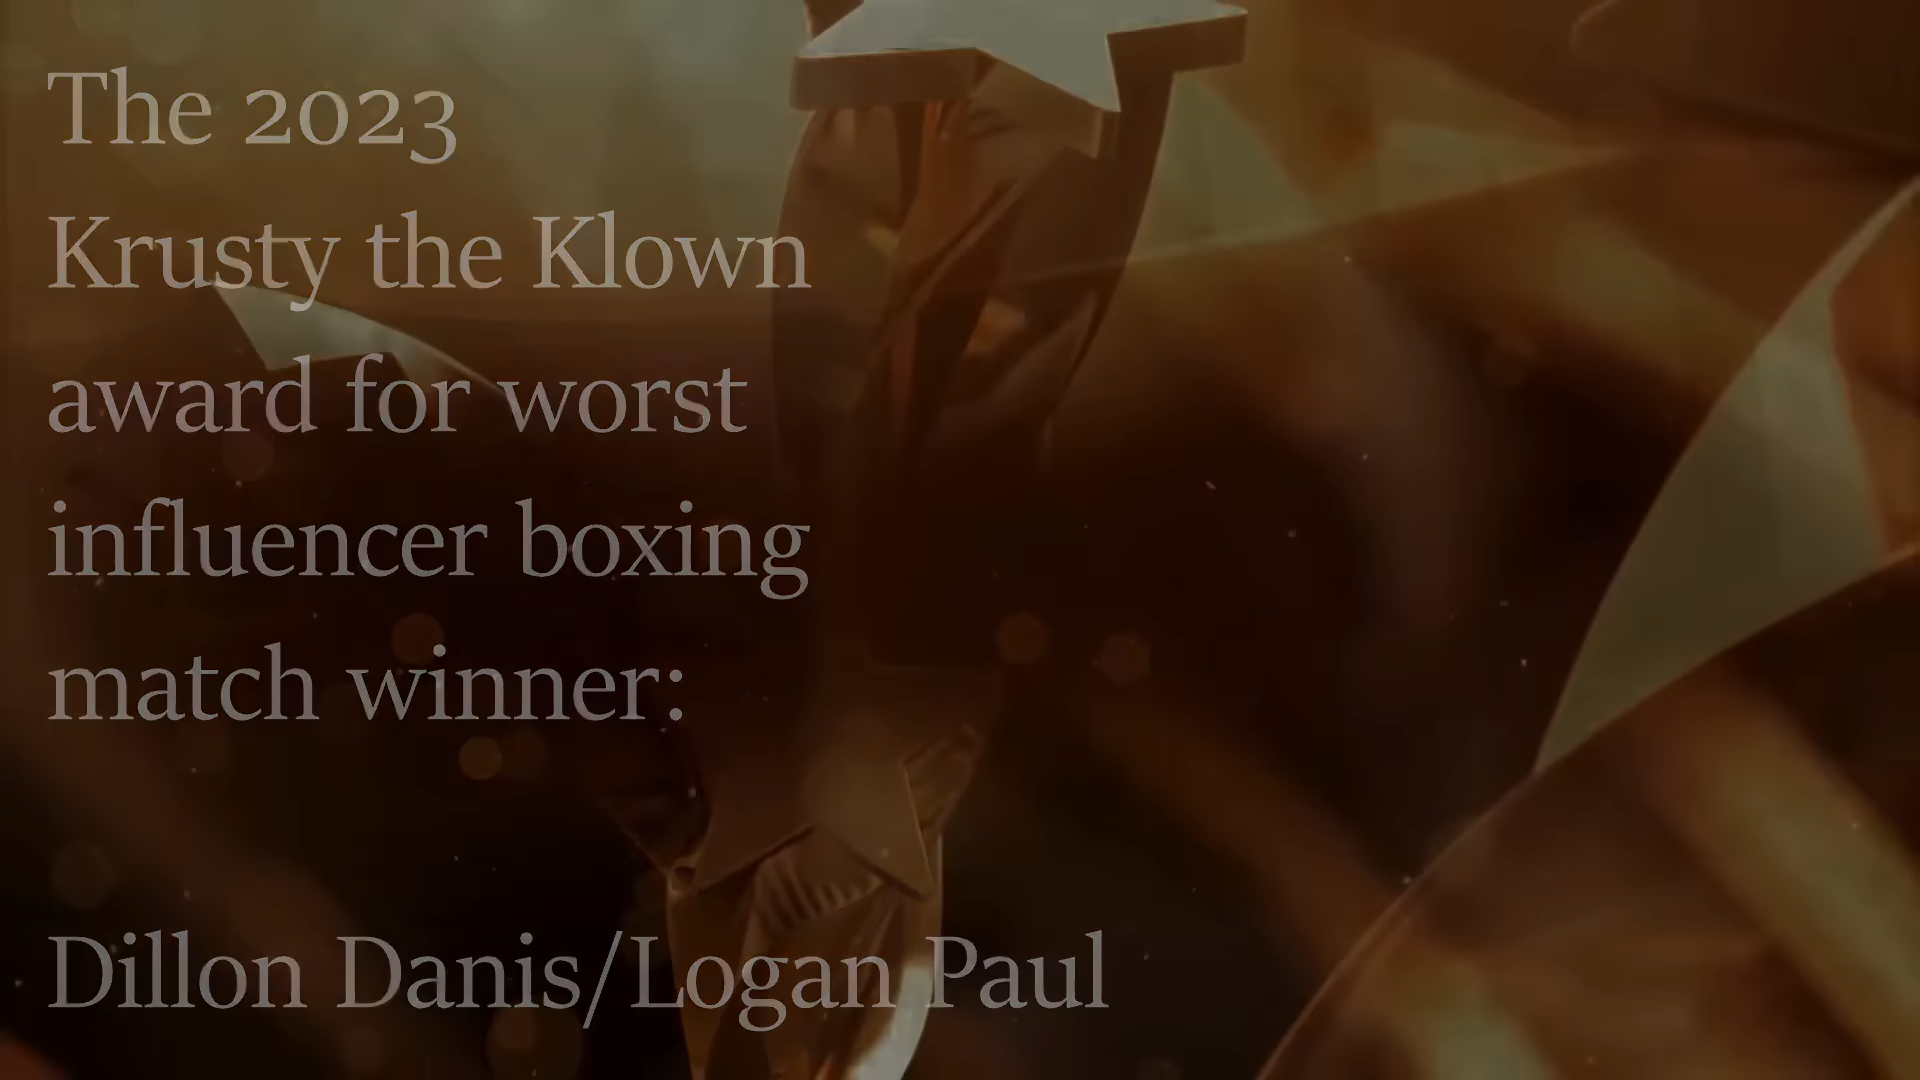 The 2023
Krusty the Klown
award for worst
influencer boxing
match winner:
Dillon Danis/Logan Paul